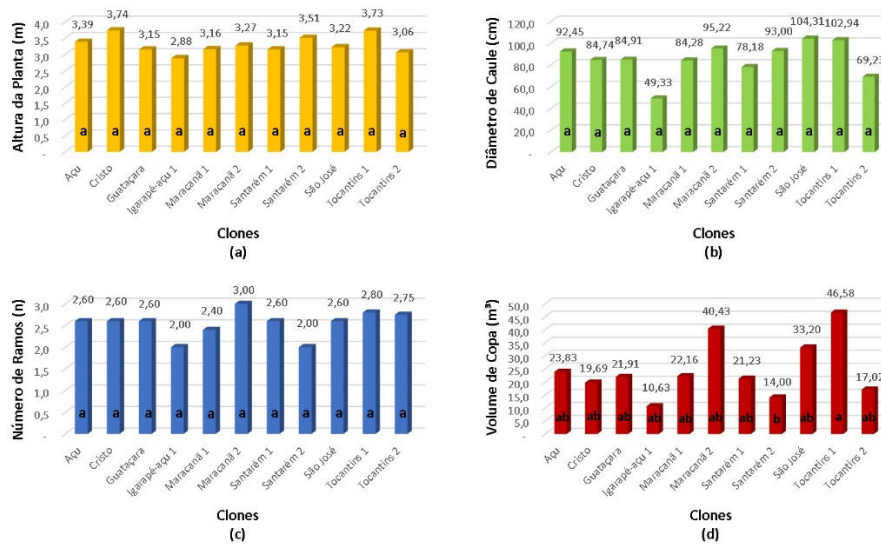 Altura da Planta (m)
4,0
3,5
3,0
2,5
2,0
1,5
1,0
0,5
-
3,39 3,74 3,15 2,88 3,16 3,27 3,15 3,51 3,22 3,73 3,06
a a a a a a a a a a a
Açu Cristo Guataçara Igarapé-açu 1 Maracanã 1 Maracanã 2 Santarém 1 Santarém 2 São José Tocantins 1 Tocantins 2
Clones
(a)
Diâmetro de Caule (cm)
120,0
100,0
80,0
60,0
40,0
20,0
-
92,45 84,74 84,91 49,33 84,28 95,22 78,18 93,00 104,31 102,94 69,23
a a a a a a a a a a a
Açu Cristo Guataçara Igarapé-açu 1 Maracanã 1 Maracanã 2 Santarém 1 Santarém 2 São José Tocantins 1 Tocantins 2
Clones
(b)
Número de Ramos (n)
3,0
2,5
2,0
1,5
1,0
0,5
-
2,60 2,60 2,60 2,00 2,40 3,00 2,60 2,00 2,60 2,80 2,75
a a a a a a a a a a a
Açu Cristo Guataçara Igarapé-açu 1 Maracanã 1 Maracanã 2 Santarém 1 Santarém 2 São José Tocantins 1 Tocantins 2
Clones
(c)
Volume de Copa (m³)
50,0
45,0
40,0
35,0
30,0
25,0
20,0
15,0
10,0
5,0
-
23,83 19,69 21,91 10,63 22,16 40,43 21,23 14,00 33,20 46,58 17,02
ab ab ab ab ab ab ab b ab a ab
Açu Cristo Guataçara Igarapé-açu 1 Maracanã 1 Maracanã 2 Santarém 1 Santarém 2 São José Tocantins 1 Tocantins 2
Clones
(d)